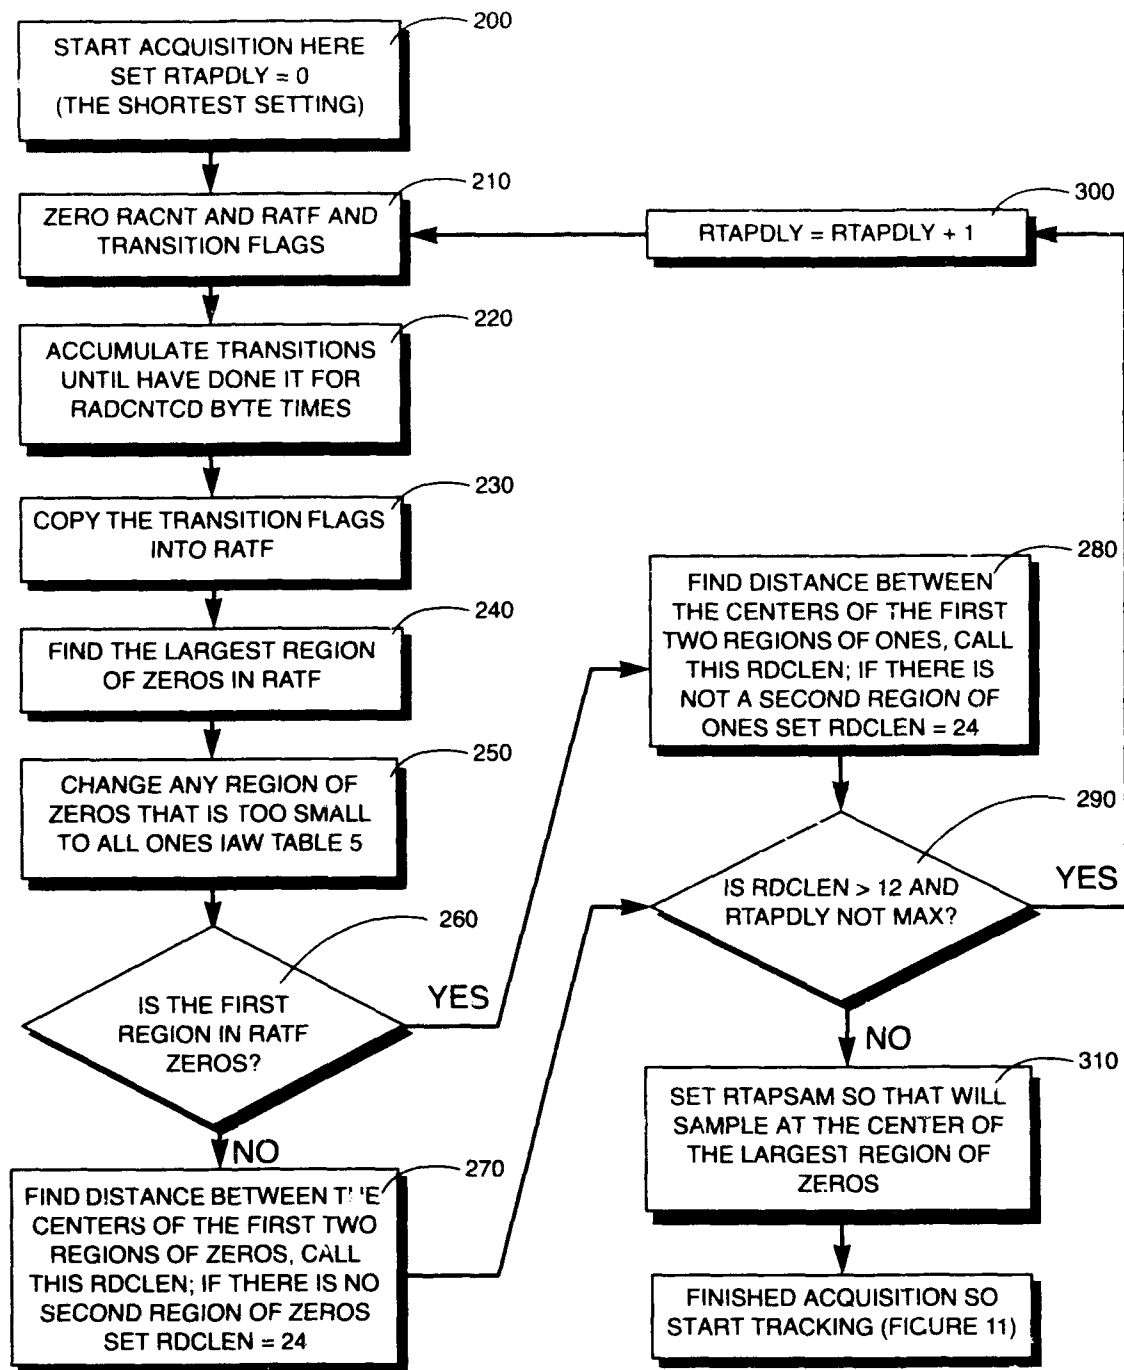 200
START ACQUISITION HERE
SET RTAPDLY = 0
(THE SHORTEST SETTING)
210
ZERO RACNT AND RATF AND
TRANSITION FLAGS
300
RTAPDLY = RTAPDLY + 1
220
ACCUMULATE TRANSITIONS
UNTIL HAVE DONE IT FOR
RADCNTCD BYTE TIMES
230
COPY THE TRANSITION FLAGS
INTO RATF
240
FIND THE LARGEST REGION
OF ZEROS IN RATF
250
CHANGE ANY REGION OF
ZEROS THAT IS TOO SMALL
TO ALL ONES IAW TABLE 5
260
IS THE FIRST
REGION IN RATF
ZEROS?
YES
NO
270
FIND DISTANCE BETWEEN THE
CENTERS OF THE FIRST TWO
REGIONS OF ZEROS, CALL
THIS RDCLEN; IF THERE IS NO
SECOND REGION OF ZEROS
SET RDCLEN = 24
280
FIND DISTANCE BETWEEN
THE CENTERS OF THE FIRST
TWO REGIONS OF ONES, CALL
THIS RDCLEN; IF THERE IS
NOT A SECOND REGION OF
ONES SET RDCLEN = 24
290
IS RDCLEN > 12 AND
RTAPDLY NOT MAX?
YES
NO
310
SET RTAPSAM SO THAT WILL
SAMPLE AT THE CENTER OF
THE LARGEST REGION OF
ZEROS
FINISHED ACQUISITION SO
START TRACKING (FIGURE 11)